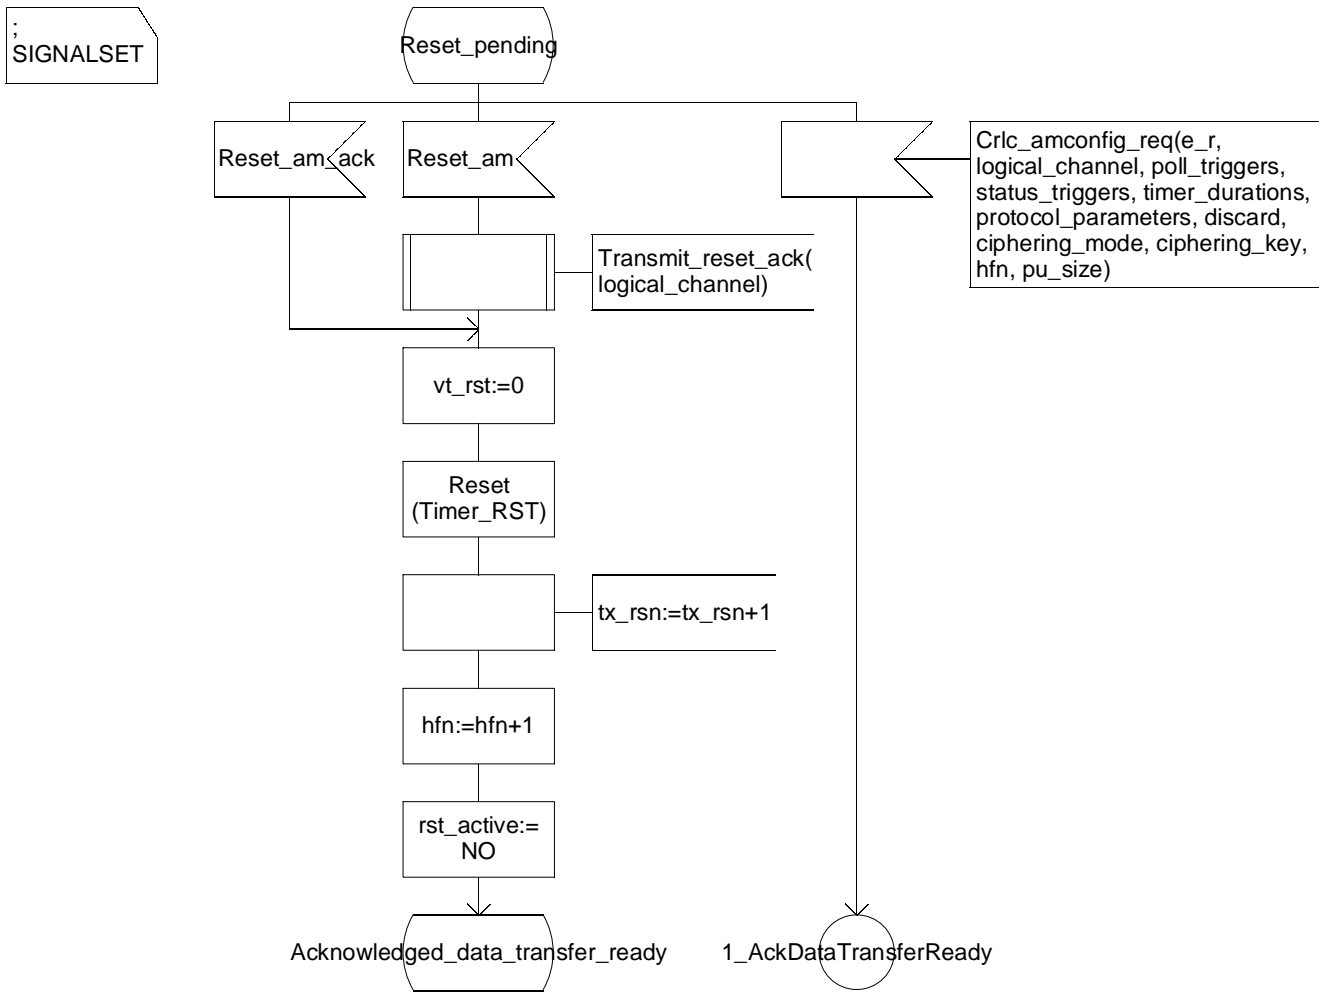 ;
SIGNALSET
Reset_pending
Reset_am_ack
Reset_am
Crlc_amconfig_req(e_r,
logical_channel, poll_triggers,
status_triggers, timer_durations,
protocol_parameters, discard,
ciphering_mode, ciphering_key,
hfn, pu_size)
Transmit_reset_ack(
logical_channel)
vt_rst:=0
Reset
(Timer_RST)
tx_rsn:=tx_rsn+1
hfn:=hfn+1
rst_active:=
NO
Acknowledged_data_transfer_ready
1_AckDataTransferReady